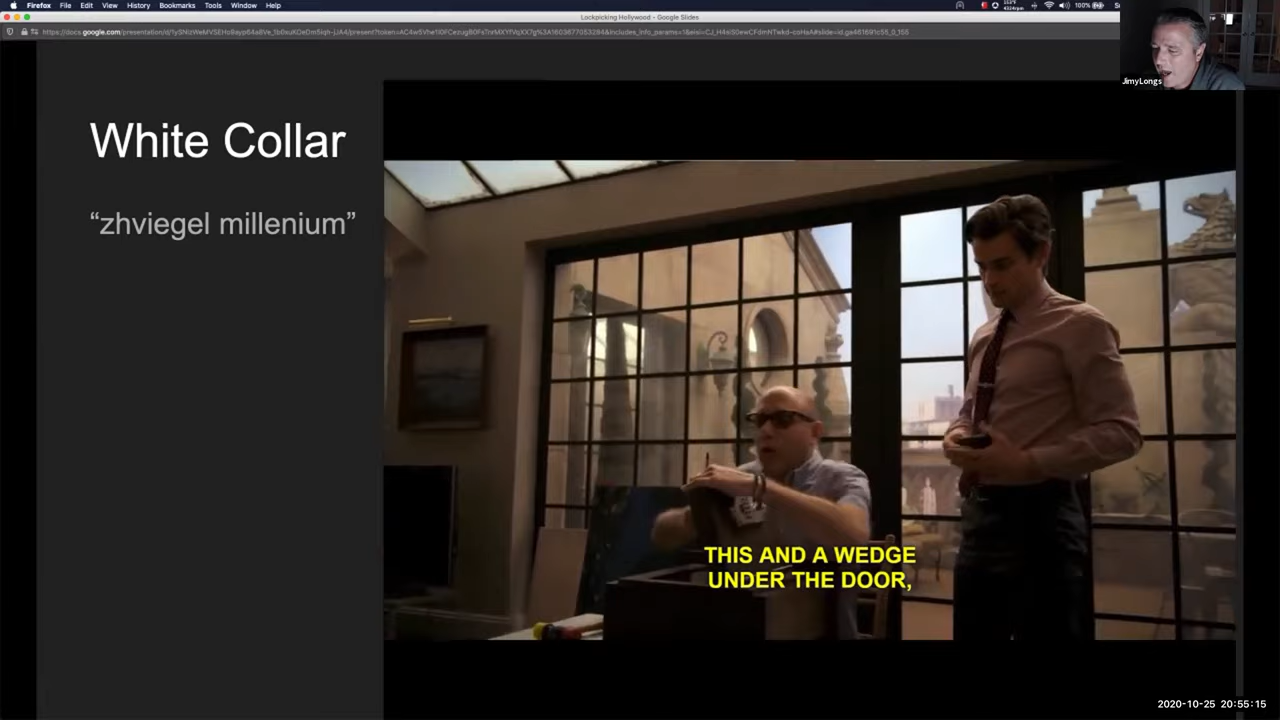 Firefox File Edit View History Bookmarks Tools Window Help
100%
Lockpicking Hollywood - Google Slides
JimyLongs
White Collar
“zhviegel millenium”
THIS AND A WEDGE
UNDER THE DOOR,
2020-10-25 20:55:15